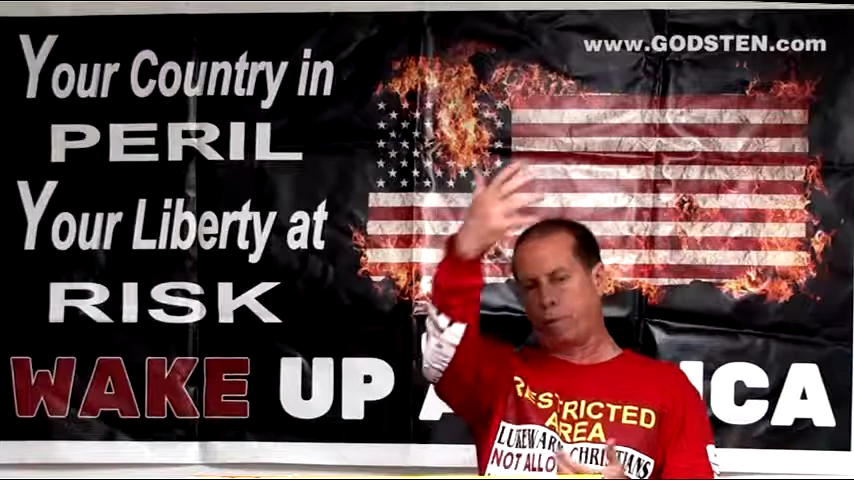 www.GODSTEN.com
Your Country in
PERIL
Your Liberty at
RISK
WAKE UP A ICA
RESTRICTED
AREA
LUKEWARM CHRISTIANS
NOT ALLO